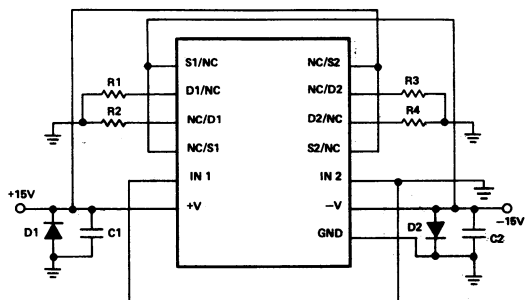 S1/NC NC/S2
R1 D1/NC NC/D2 R3
R2 NC/D1 D2/NC R4
NC/S1 S2/NC
IN 1 IN 2
+15V +V −V −15V
D1 C1 GND D2 C2